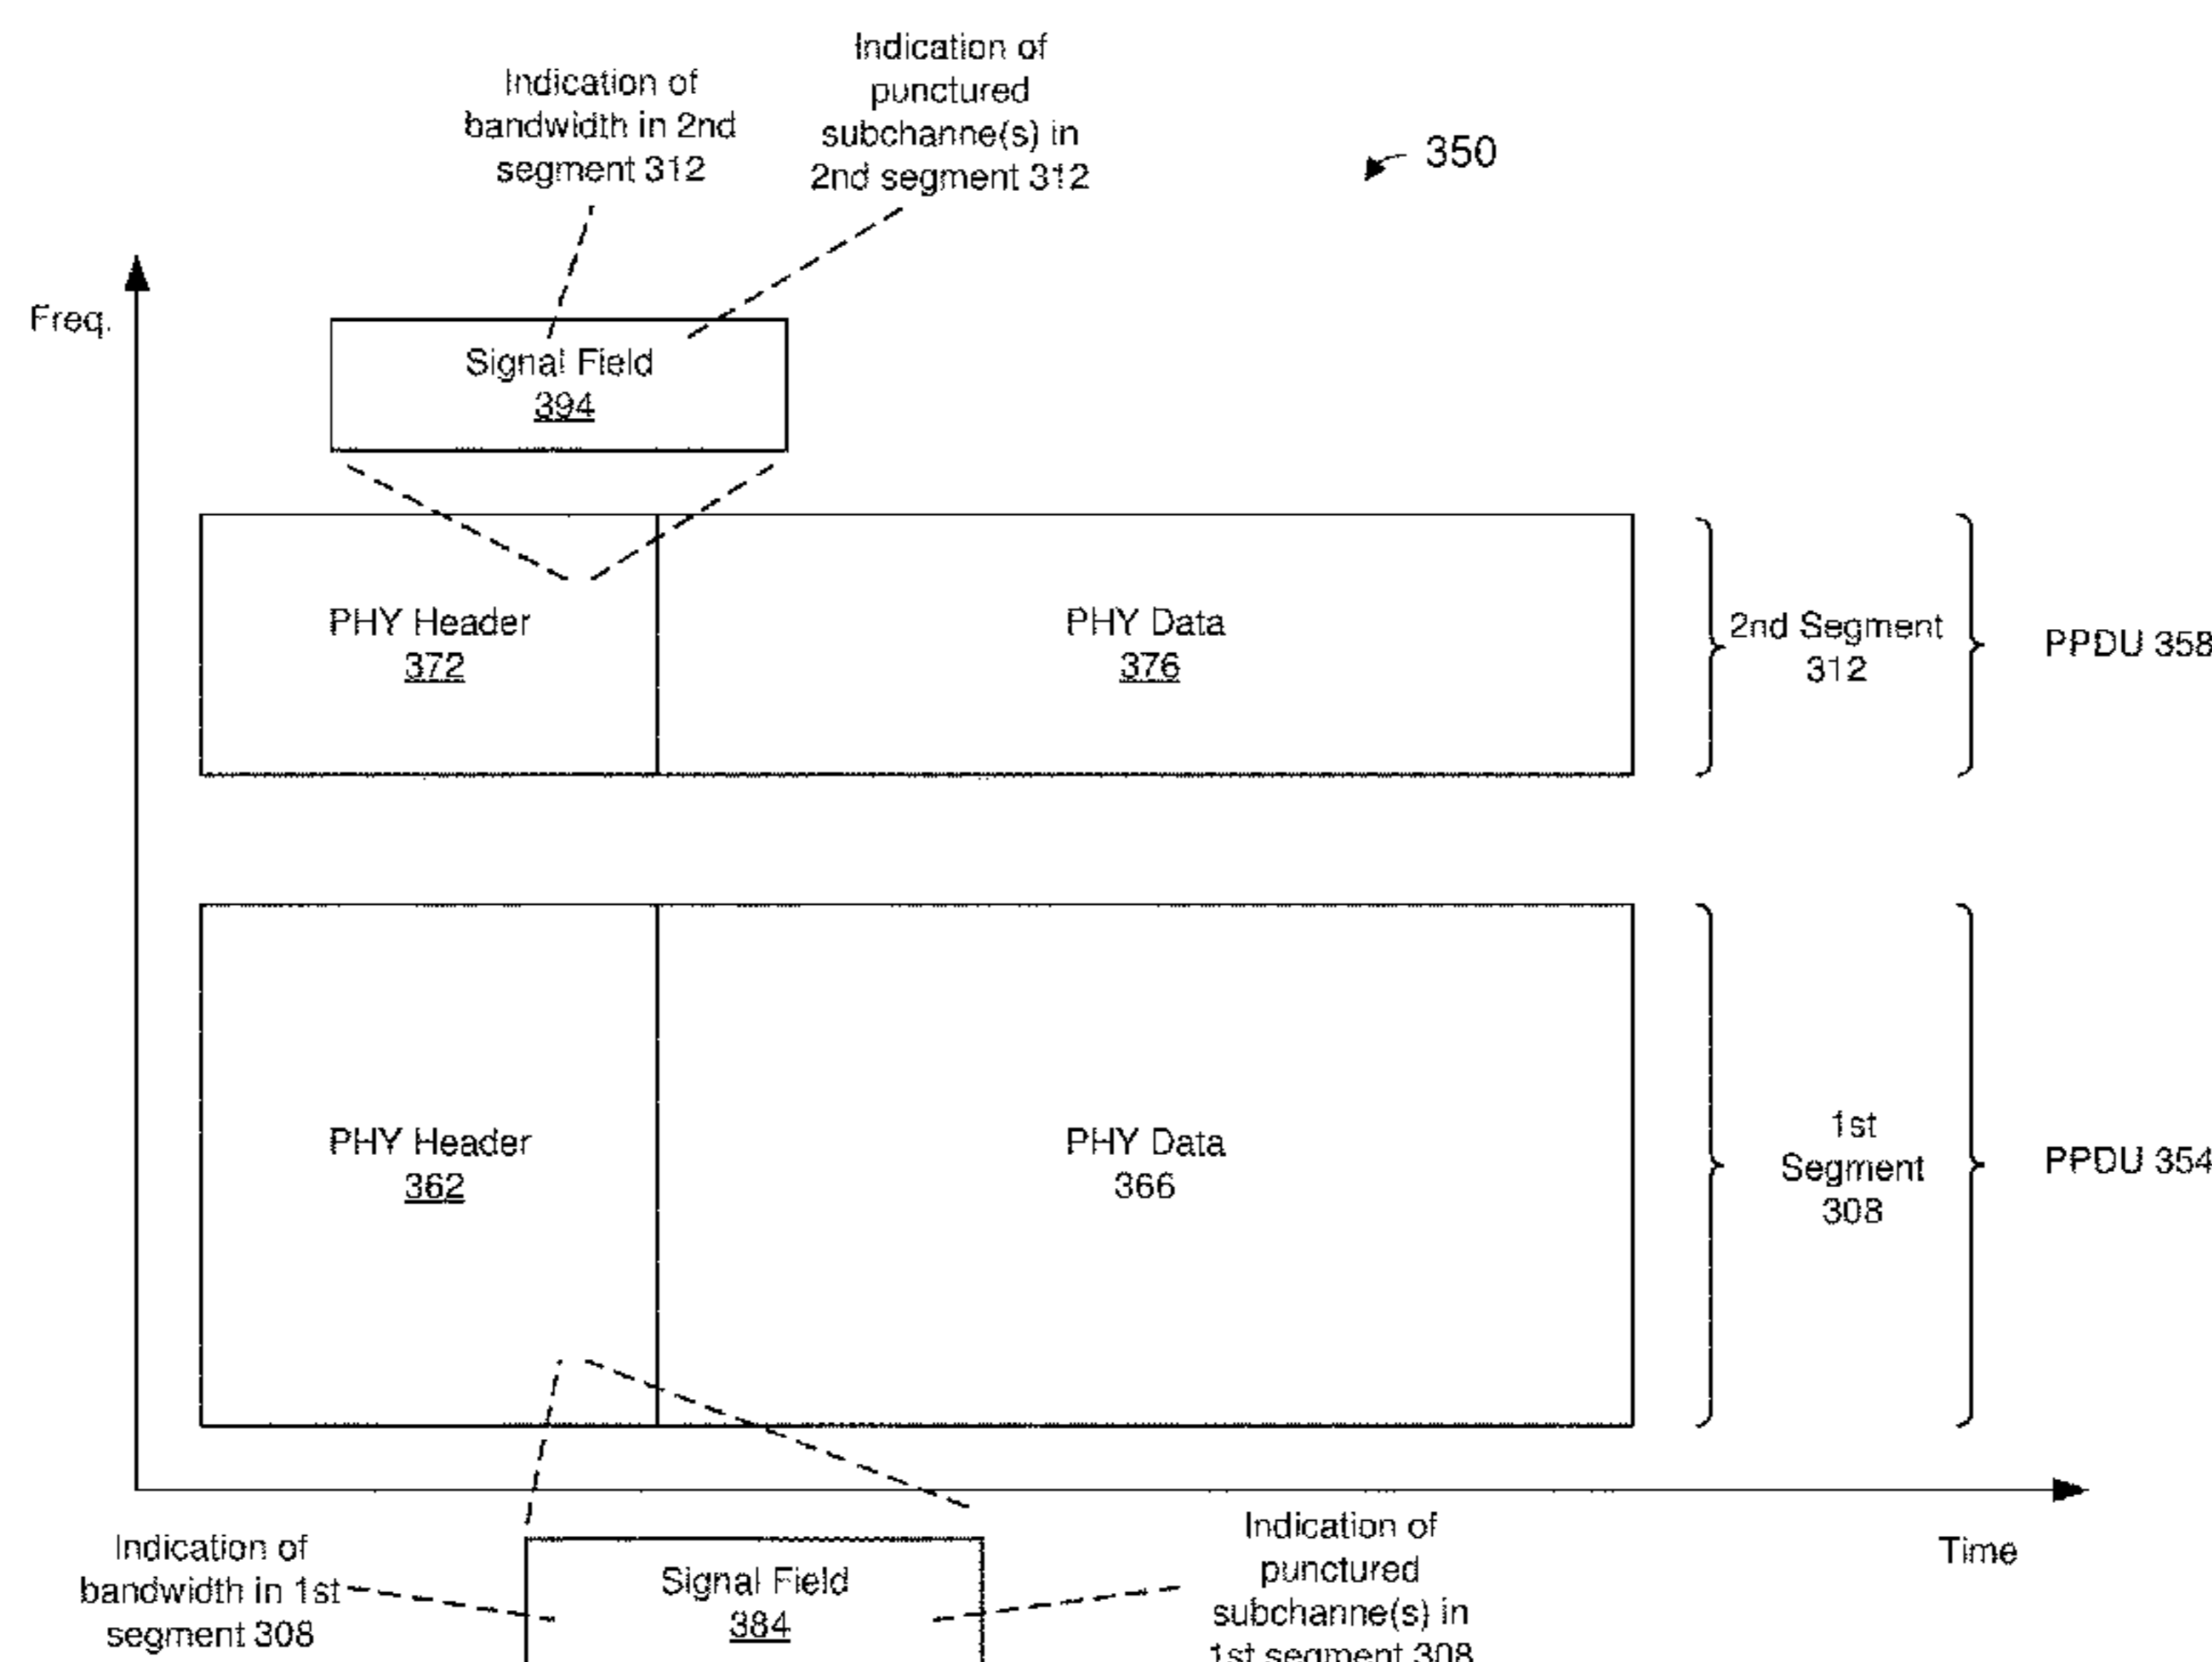 Indication of
bandwidth in 2nd
segment 312
Indication of
punctured
subchanne(s) in
2nd segment 312
350
Freq.
Signal Field
394
PHY Header
372
PHY Data
376
2nd Segment
312
PPDU 358
PHY Header
362
PHY Data
366
1st
Segment
308
PPDU 354
Time
Indication of
bandwidth in 1st
segment 308
Signal Field
384
Indication of
punctured
subchanne(s) in
1st segment 308